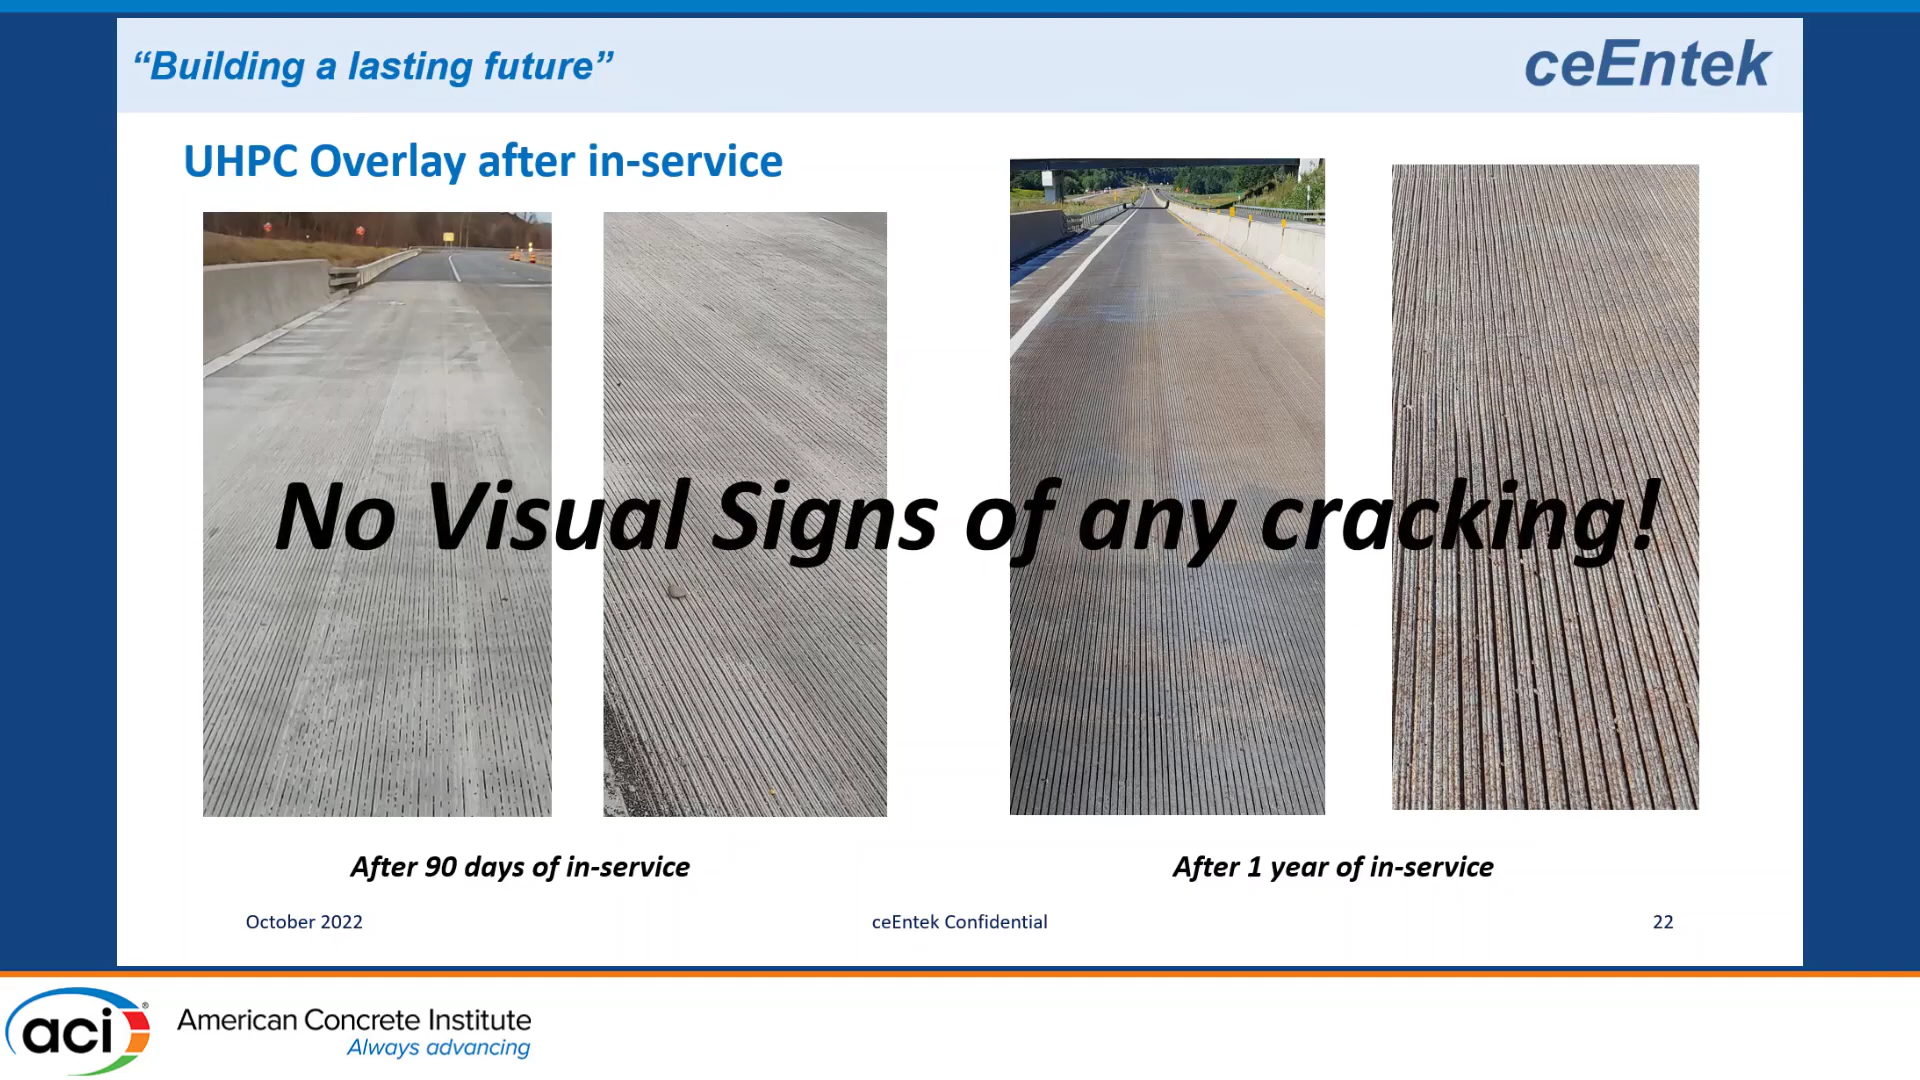 “Building a lasting future”
ceEntek
UHPC Overlay after in-service
No Visual Signs of any cracking!
After 90 days of in-service
After 1 year of in-service
October 2022
ceEntek Confidential
22
aci®
American Concrete Institute
Always advancing